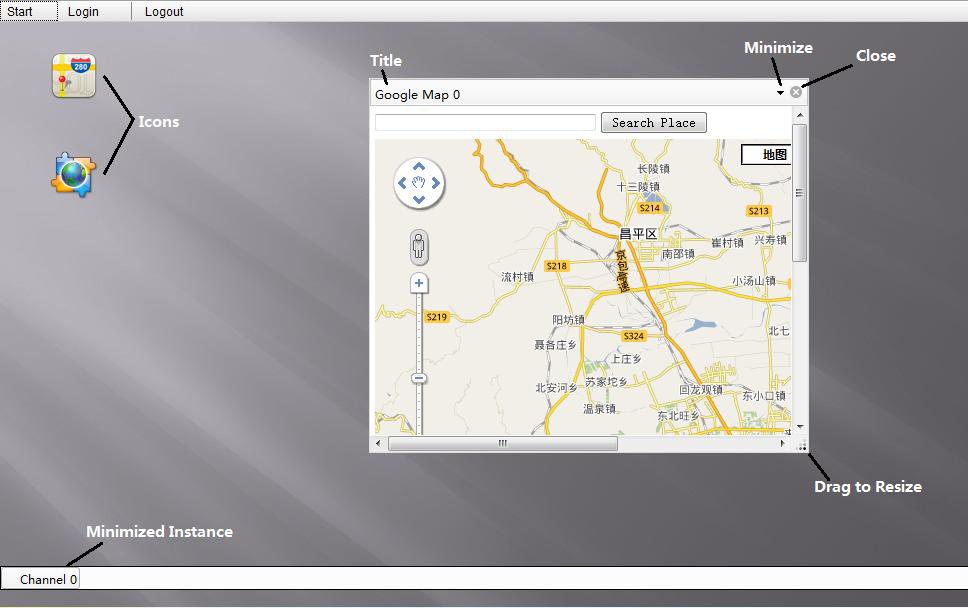 Start Login Logout
280
Icons
Title
Minimize
Close
Google Map 0
Search Place
地图
长陵镇
十三陵镇
S214
S213
昌平区
崔村镇
兴寿镇
南邵镇
京包高速
S218
流村镇
小汤山镇
S219
阳坊镇
S324
北七
聂各庄乡
上庄乡
苏家坨乡
北安河乡
回龙观镇
东小口镇
温泉镇
东北旺乡
Drag to Resize
Minimized Instance
Channel 0